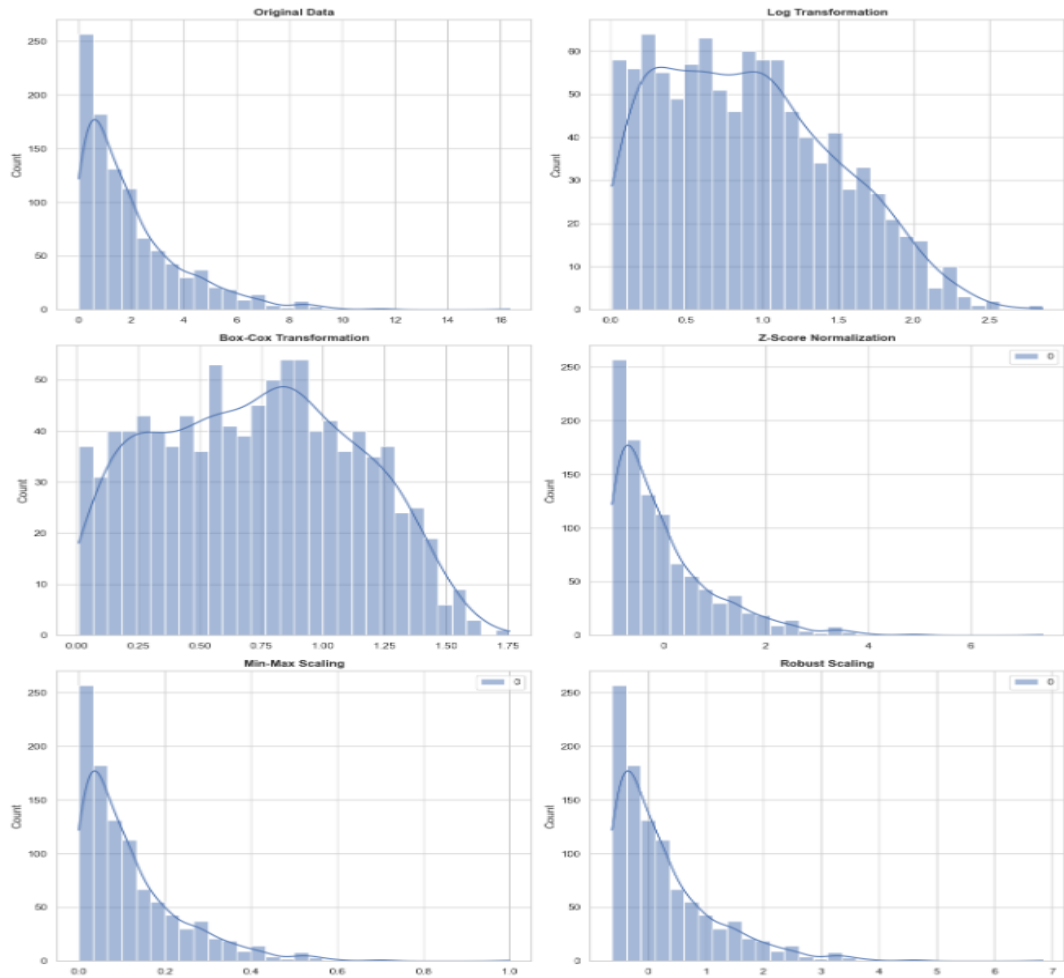 Original Data
250
200
150
100
50
0
Count
0 2 4 6 8 10 12 14 16
Log Transformation
60
50
40
30
20
10
0
Count
0.0 0.5 1.0 1.5 2.0 2.5
Box-Cox Transformation
50
40
30
20
10
0
Count
0.00 0.25 0.50 0.75 1.00 1.25 1.50 1.75
Z-Score Normalization
0
250
200
150
100
50
0
Count
0 2 4 6
Min-Max Scaling
0
250
200
150
100
50
0
Count
0.0 0.2 0.4 0.6 0.8 1.0
Robust Scaling
0
250
200
150
100
50
0
Count
0 1 2 3 4 5 6 7